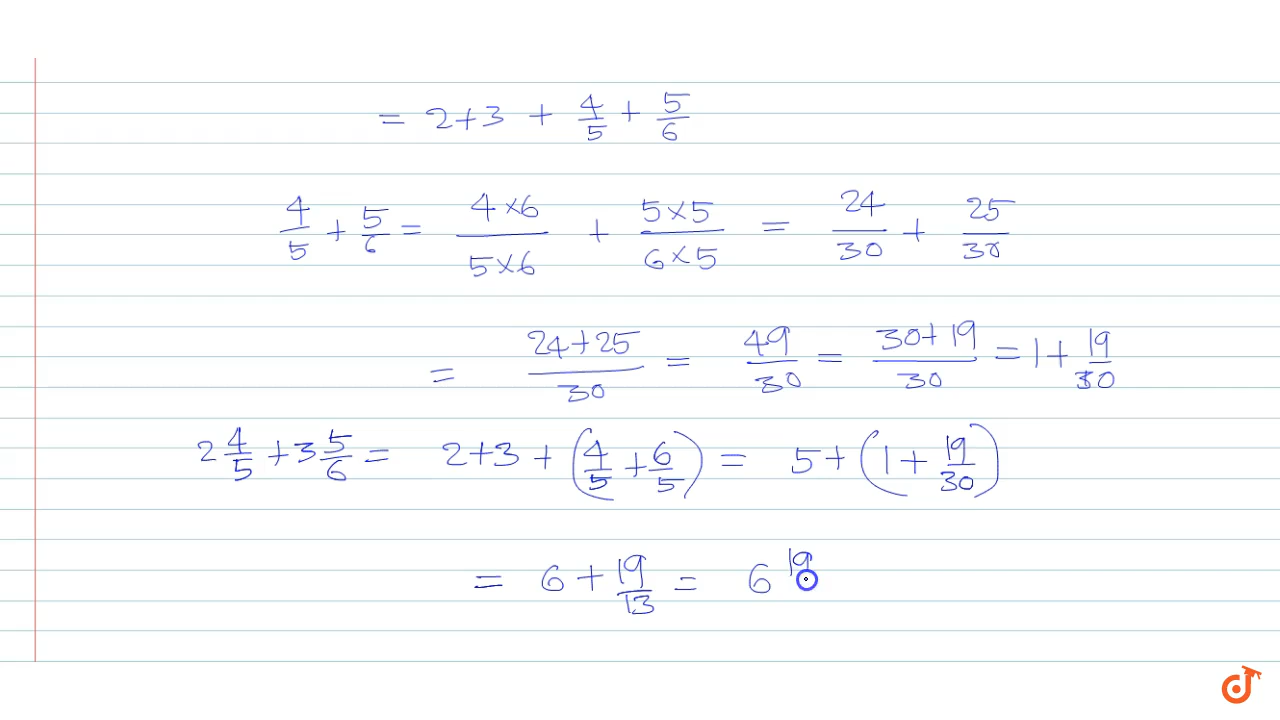 = 2+3 + 4/5 + 5/6
4/5 + 5/6 = (4×6)/(5×6) + (5×5)/(6×5) = 24/30 + 25/30
= (24+25)/30 = 49/30 = (30+19)/30 = 1 + 19/30
2 4/5 + 3 5/6 = 2+3 + (4/5 + 6/5) = 5 + (1 + 19/30)
= 6 + 19/13 = 6 19